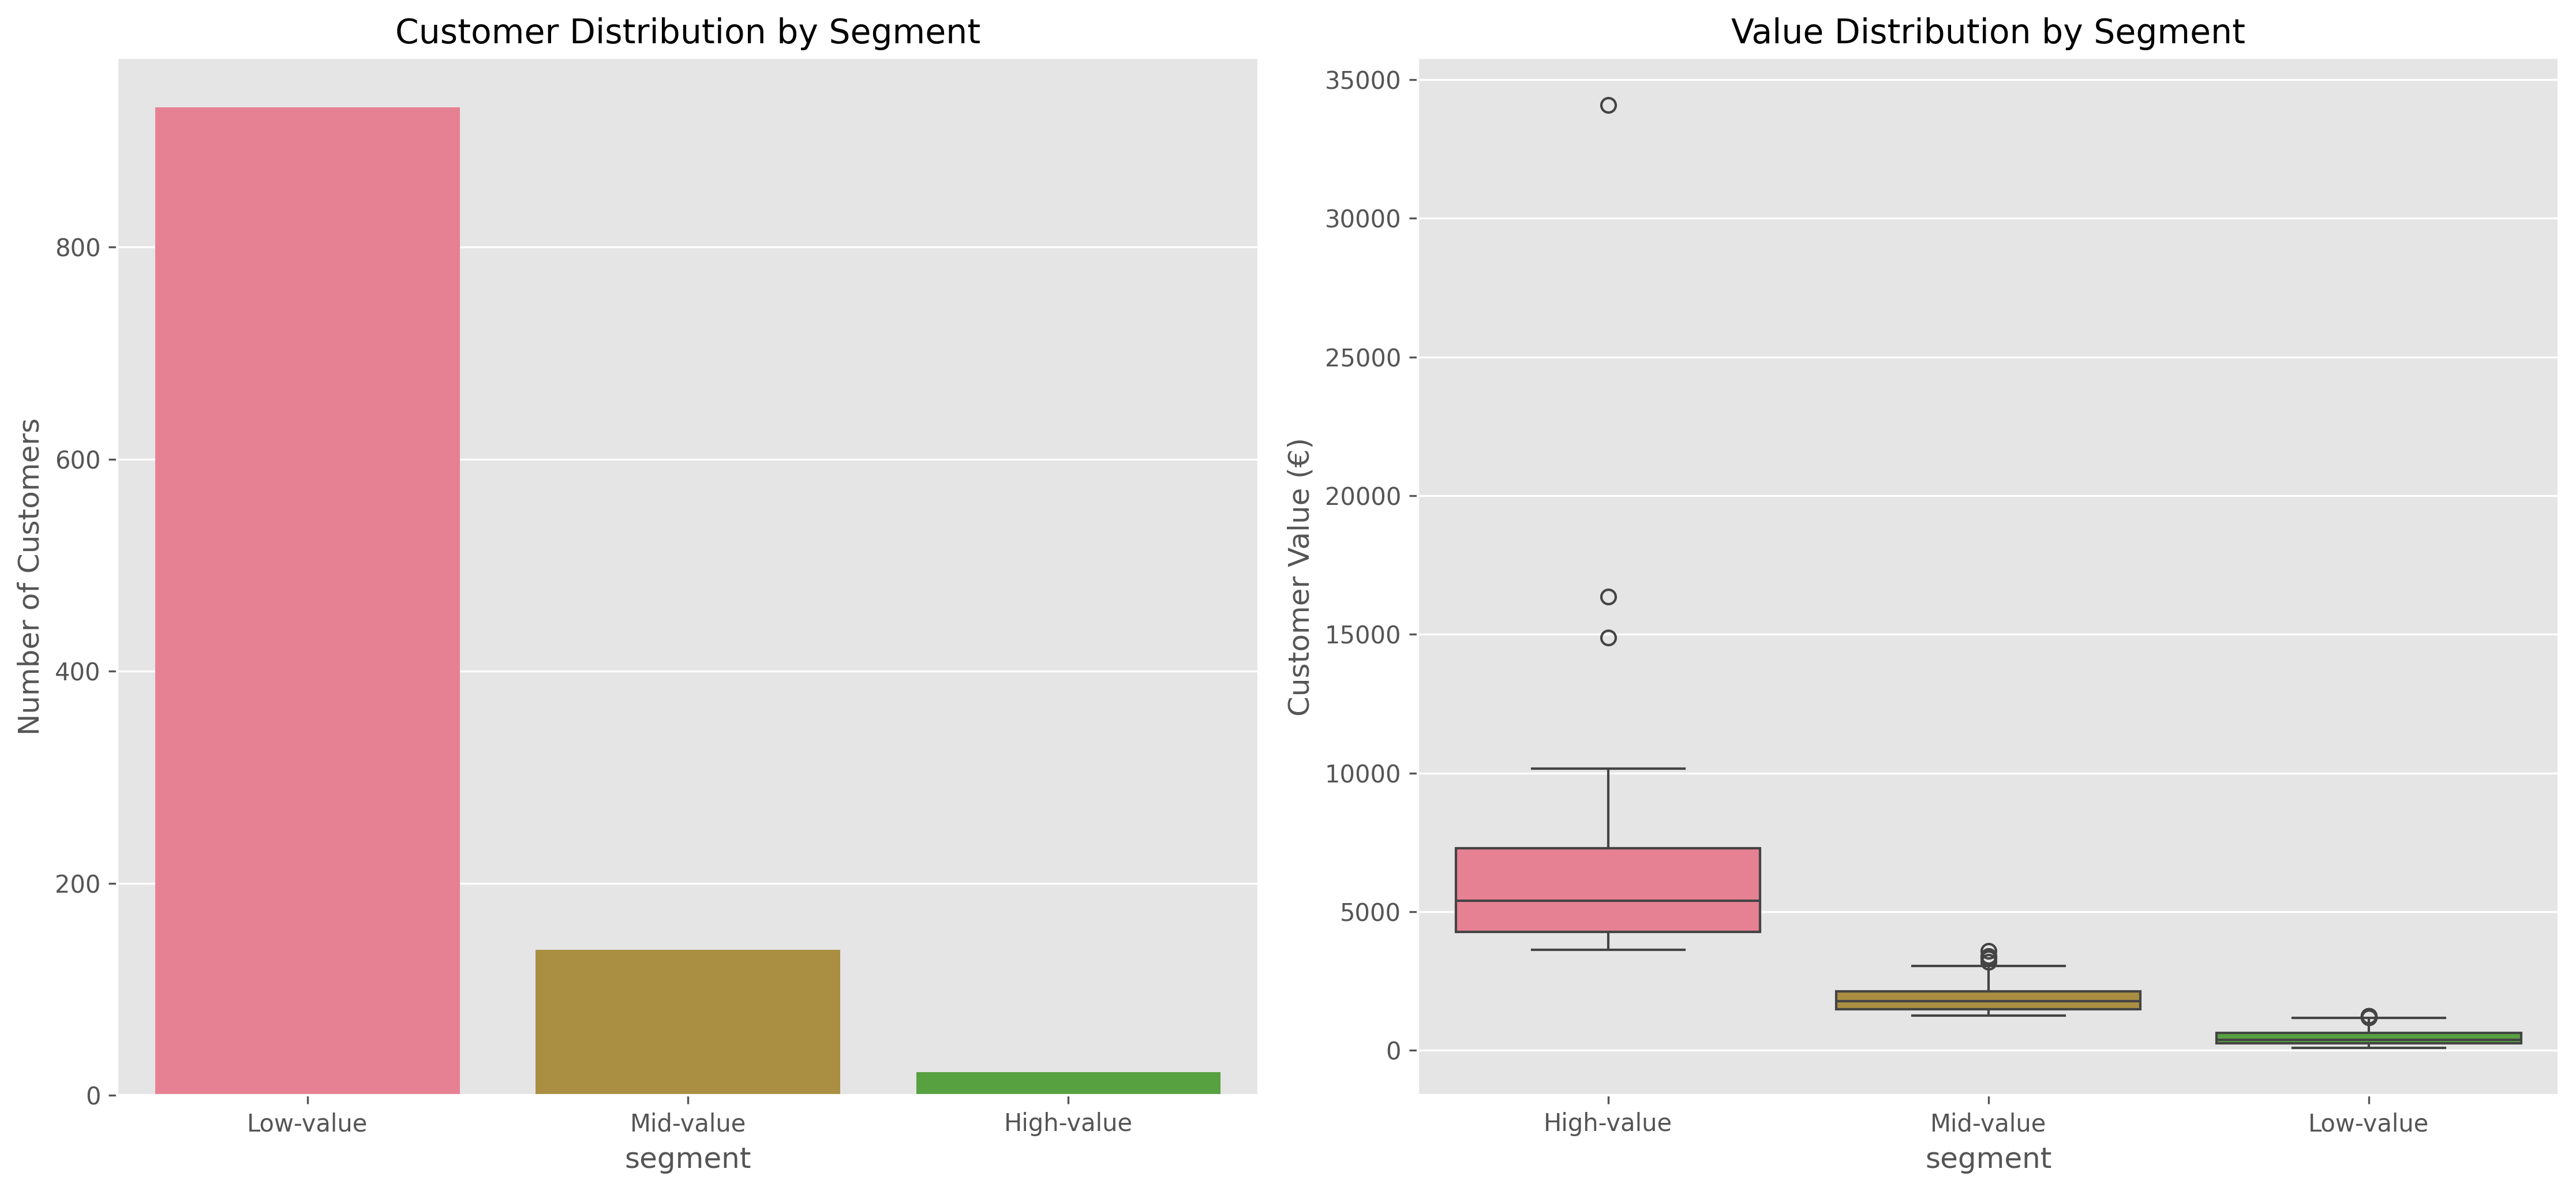 Customer Distribution by Segment
Number of Customers
800
600
400
200
0
Low-value
Mid-value
High-value
segment
Value Distribution by Segment
Customer Value (€)
35000
30000
25000
20000
15000
10000
5000
0
High-value
Mid-value
Low-value
segment